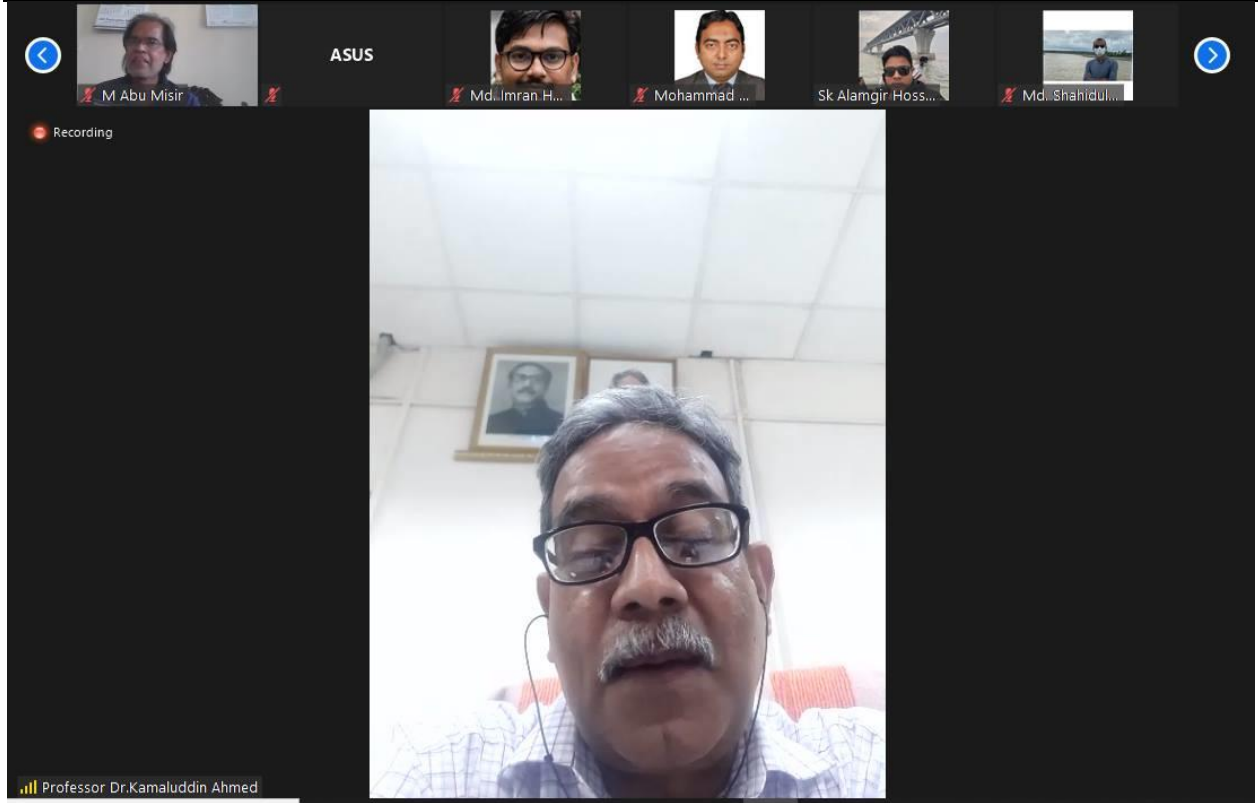 M Abu Misir
ASUS
Md. Imran H...
Mohammad ...
Sk Alamgir Hoss...
Md. Shahidul...
Recording
Professor Dr.Kamaluddin Ahmed